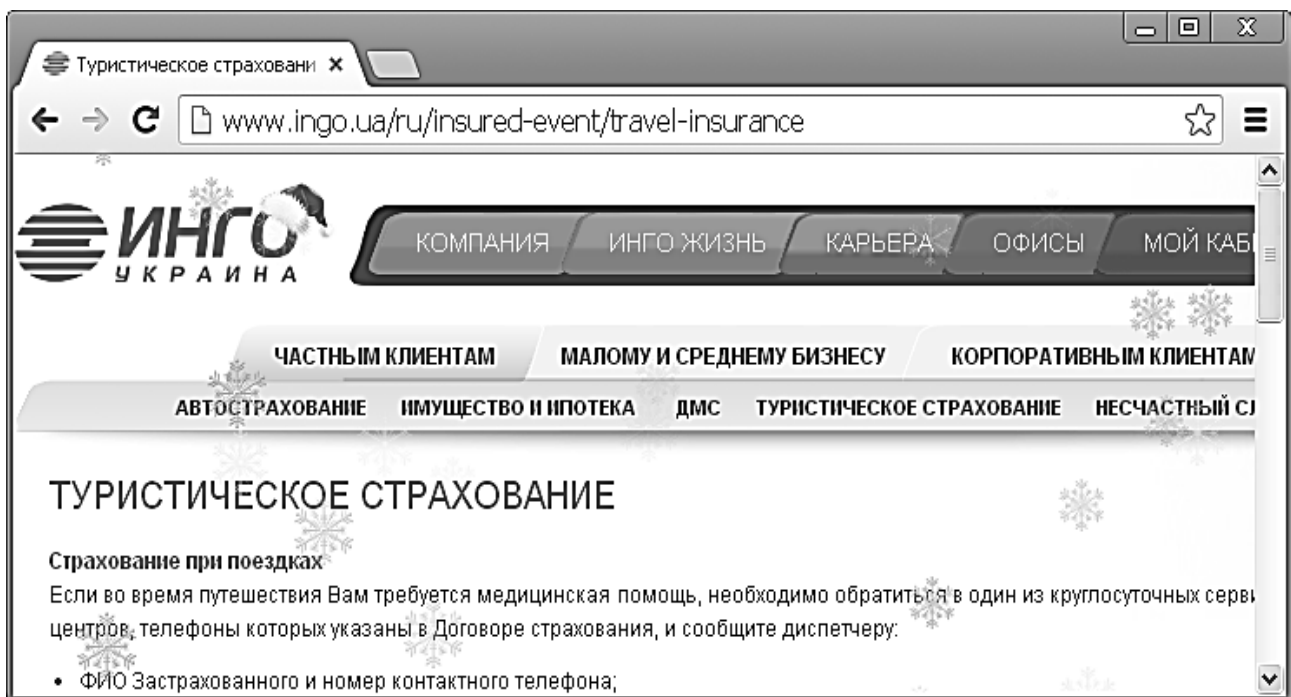 Туристическое страховани
www.ingo.ua/ru/insured-event/travel-insurance
ИНГО
УКРАИНА
КОМПАНИЯ ИНГО ЖИЗНЬ КАРЬЕРА ОФИСЫ МОЙ КАБ
ЧАСТНЫМ КЛИЕНТАМ МАЛОМУ И СРЕДНЕМУ БИЗНЕСУ КОРПОРАТИВНЫМ КЛИЕНТАМ
АВТОСТРАХОВАНИЕ ИМУЩЕСТВО И ИПОТЕКА ДМС ТУРИСТИЧЕСКОЕ СТРАХОВАНИЕ НЕСЧАСТНЫЙ СЛ
ТУРИСТИЧЕСКОЕ СТРАХОВАНИЕ
Страхование при поездках
Если во время путешествия Вам требуется медицинская помощь, необходимо обратиться в один из круглосуточных серви
центров, телефоны которых указаны в Договоре страхования, и сообщите диспетчеру:
• ФИО Застрахованного и номер контактного телефона;